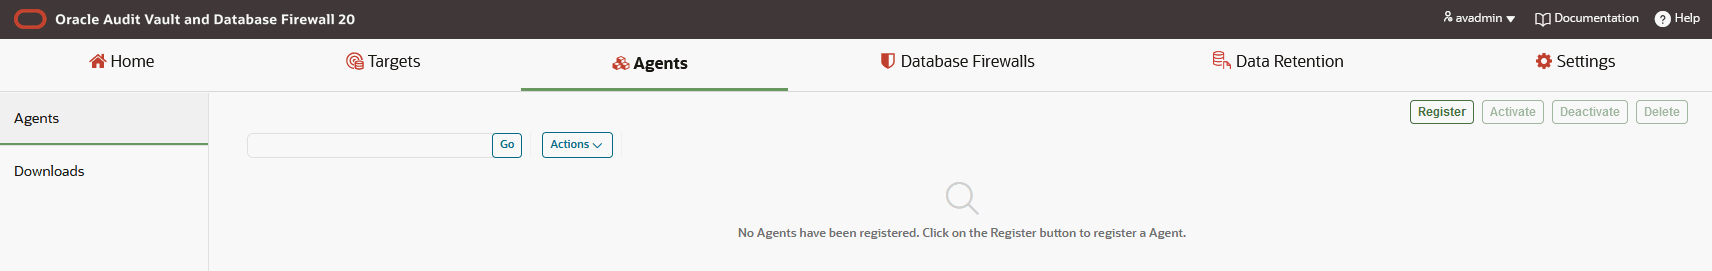 Oracle Audit Vault and Database Firewall 20
avadmin
Documentation
? Help
Home
Targets
Agents
Database Firewalls
Data Retention
Settings
Agents
Downloads
Register
Activate
Deactivate
Delete
Go
Actions
No Agents have been registered. Click on the Register button to register a Agent.